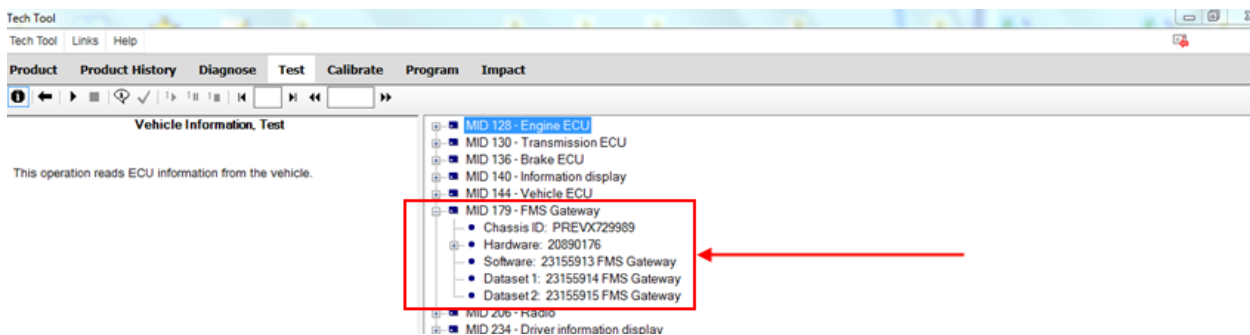 Tech Tool
Tech Tool Links Help
Product Product History Diagnose Test Calibrate Program Impact
Vehicle Information, Test
This operation reads ECU information from the vehicle.
MID 128 - Engine ECU
MID 130 - Transmission ECU
MID 136 - Brake ECU
MID 140 - Information display
MID 144 - Vehicle ECU
MID 179 - FMS Gateway
Chassis ID: PREVX729989
Hardware: 20890176
Software: 23155913 FMS Gateway
Dataset 1: 23155914 FMS Gateway
Dataset 2: 23155915 FMS Gateway
MID 206 - Radio
MID 234 - Driver information display